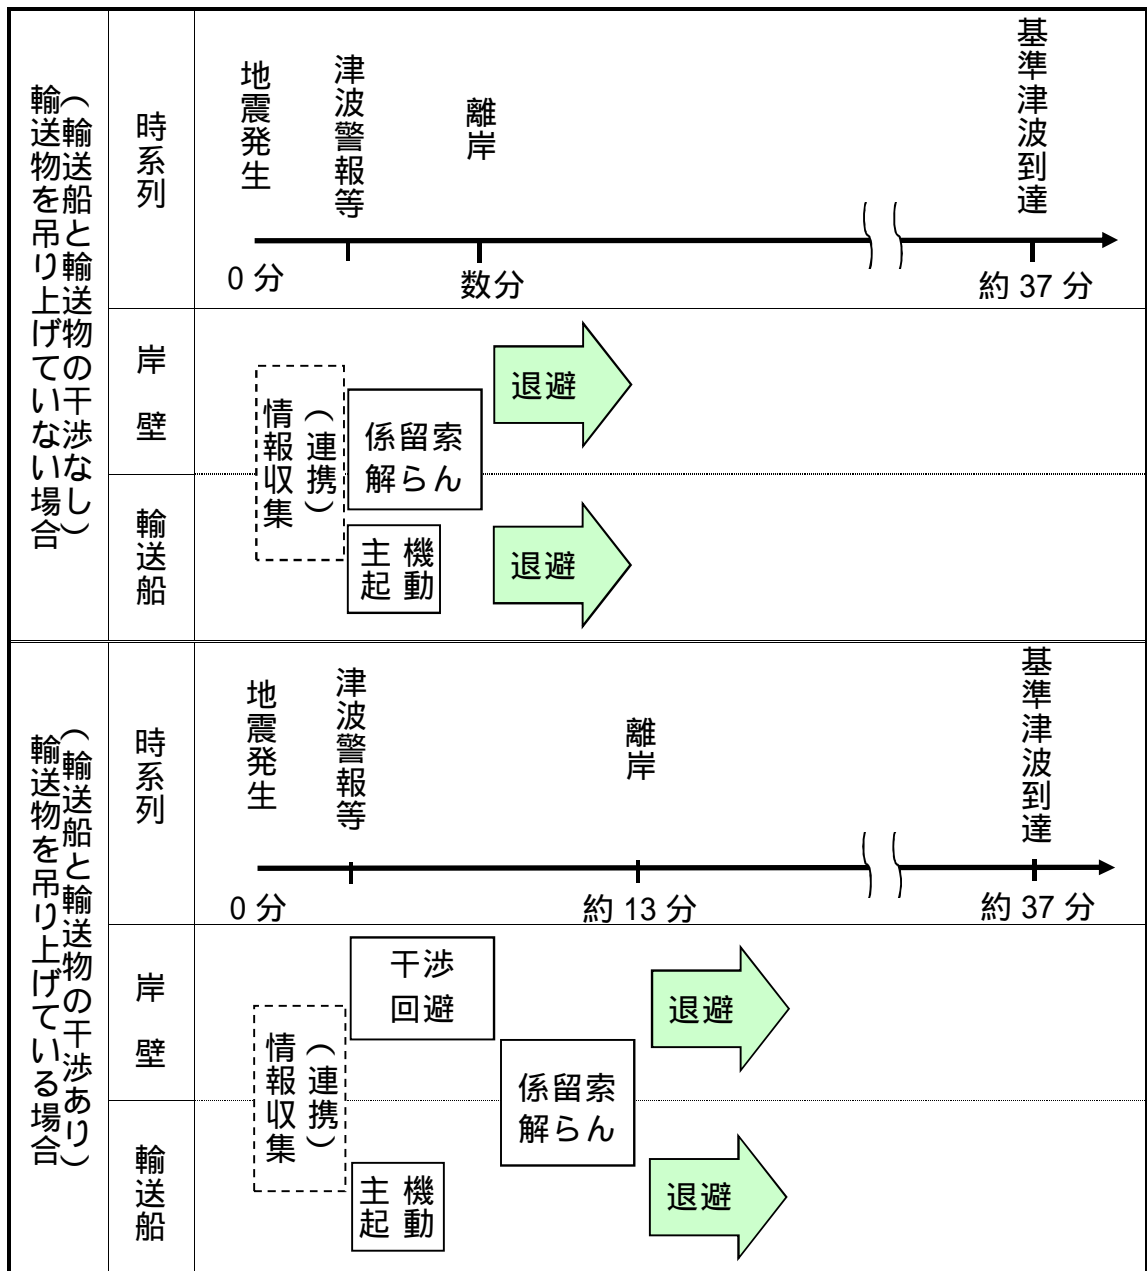 輸送物を吊り上げていない場合
(輸送船と輸送物の干渉なし)
時系列
地震発生
津波警報等
離岸
基準津波到達
0 分
数分
約 37 分
岸壁
輸送船
情報収集
(連携)
係留索
解らん
主機
起動
退避
退避
輸送物を吊り上げている場合
(輸送船と輸送物の干渉あり)
時系列
地震発生
津波警報等
離岸
基準津波到達
0 分
約 13 分
約 37 分
岸壁
輸送船
情報収集
(連携)
干渉
回避
係留索
解らん
主機
起動
退避
退避